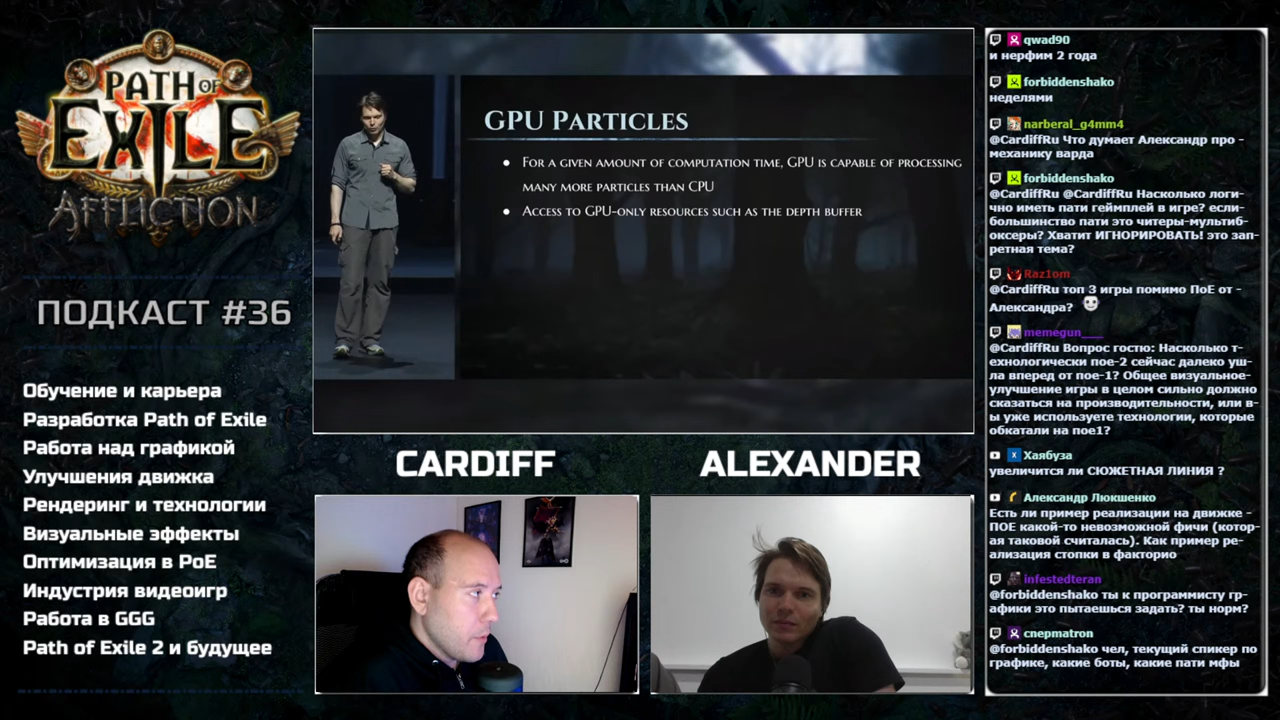 PATH OF
EXILE
AFFLICTION
ПОДКАСТ #36
Обучение и карьера
Разработка Path of Exile
Работа над графикой
Улучшения движка
Рендеринг и технологии
Визуальные эффекты
Оптимизация в PoE
Индустрия видеоигр
Работа в GGG
Path of Exile 2 и будущее
GPU PARTICLES
FOR A GIVEN AMOUNT OF COMPUTATION TIME, GPU IS CAPABLE OF PROCESSING
MANY MORE PARTICLES THAN CPU
ACCESS TO GPU-ONLY RESOURCES SUCH AS THE DEPTH BUFFER
CARDIFF
ALEXANDER
qwad90
и нерфим 2 года
forbiddenshako
неделями
narberal_g4mm4
@CardiffRu Что думает Александр про -
механику варда
forbiddenshako
@CardiffRu @CardiffRu Насколько логи-
чно иметь пати геймплей в игре? если-
большинство пати это читеры-мультиб-
оксеры? Хватит ИГНОРИРОВАТЬ! это зап-
ретная тема?
Raz1om
@CardiffRu топ 3 игры помимо ПоЕ от -
Александра?
memegun___
@CardiffRu Вопрос гостю: Насколько т-
ехнологически пое-2 сейчас далеко уш-
ла вперед от пое-1? Общее визуальное-
улучшение игры в целом сильно должно
сказаться на производительности, или в-
ы уже используете технологии, которые
обкатали на пое1?
Хаябуза
увеличится ли СЮЖЕТНАЯ ЛИНИЯ ?
Александр Люкшенко
Есть ли пример реализации на движке -
ПОЕ какой-то невозможной фичи (котор-
ая таковой считалась). Как пример ре-
ализация стопки в факторио
infestedteran
@forbiddenshako ты к программисту гр-
афики это пытаешься задать? ты норм?
cnepmatron
@forbiddenshako чел, текущий спикер по
графике, какие боты, какие пати мфы